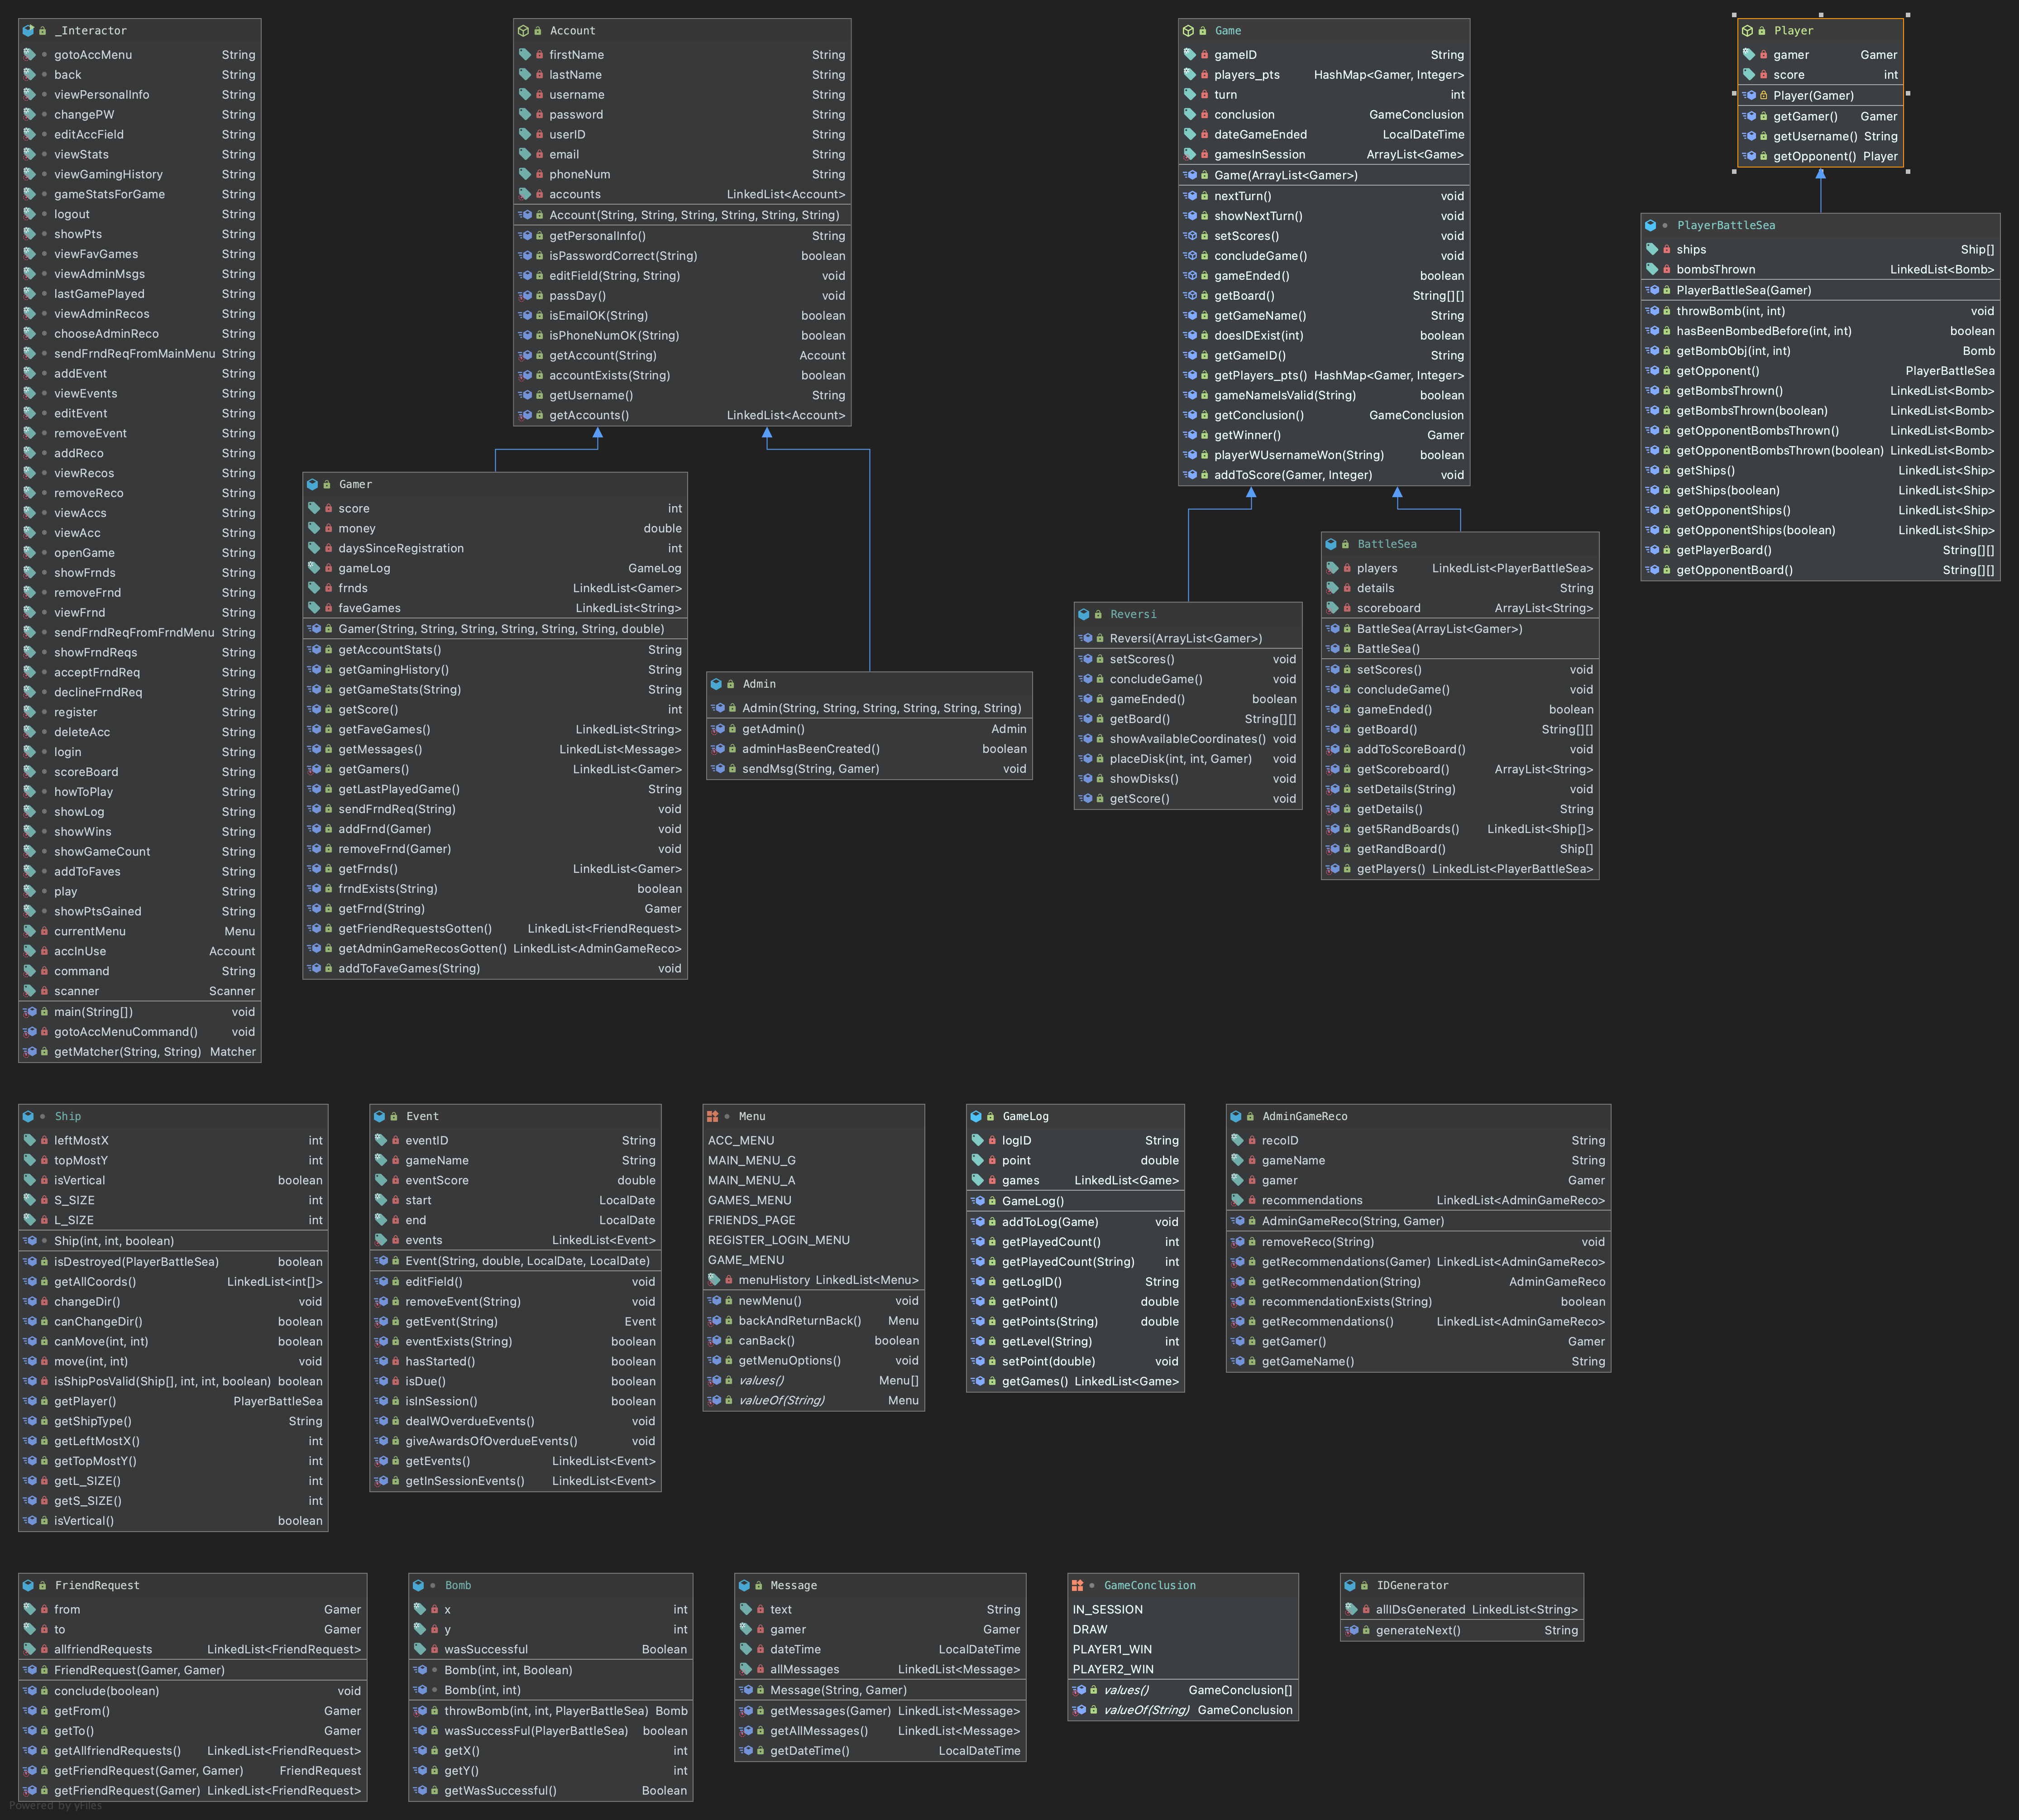 _Interactor
gotoAccMenu String
back String
viewPersonalInfo String
changePW String
editAccField String
viewStats String
viewGamingHistory String
gameStatsForGame String
logout String
showPts String
viewFavGames String
viewAdminMsgs String
lastGamePlayed String
viewAdminRecos String
chooseAdminReco String
sendFrndReqFromMainMenu String
addEvent String
viewEvents String
editEvent String
removeEvent String
addReco String
viewRecos String
removeReco String
viewAccs String
viewAcc String
openGame String
showFrnds String
removeFrnd String
viewFrnd String
sendFrndReqFromFrndMenu String
showFrndReqs String
acceptFrndReq String
declineFrndReq String
register String
deleteAcc String
login String
scoreBoard String
howToPlay String
showLog String
showWins String
showGameCount String
addToFaves String
play String
showPtsGained String
currentMenu Menu
accInUse Account
command String
scanner Scanner
main(String[]) void
gotoAccMenuCommand() void
getMatcher(String, String) Matcher
Account
firstName String
lastName String
username String
password String
userID String
email String
phoneNum String
accounts LinkedList<Account>
Account(String, String, String, String, String, String)
getPersonalInfo() String
isPasswordCorrect(String) boolean
editField(String, String) void
passDay() void
isEmailOK(String) boolean
isPhoneNumOK(String) boolean
getAccount(String) Account
accountExists(String) boolean
getUsername() String
getAccounts() LinkedList<Account>
Game
gameID String
players_pts HashMap<Gamer, Integer>
turn int
conclusion GameConclusion
dateGameEnded LocalDateTime
gamesInSession ArrayList<Game>
Game(ArrayList<Gamer>)
nextTurn() void
showNextTurn() void
setScores() void
concludeGame() void
gameEnded() boolean
getBoard() String[][]
getGameName() String
doesIDExist(int) boolean
getGameID() String
getPlayers_pts() HashMap<Gamer, Integer>
gameNameIsValid(String) boolean
getConclusion() GameConclusion
getWinner() Gamer
playerWUsernameWon(String) boolean
addToScore(Gamer, Integer) void
Player
gamer Gamer
score int
Player(Gamer)
getGamer() Gamer
getUsername() String
getOpponent() Player
PlayerBattleSea
ships Ship[]
bombsThrown LinkedList<Bomb>
PlayerBattleSea(Gamer)
throwBomb(int, int) void
hasBeenBombedBefore(int, int) boolean
getBombObj(int, int) Bomb
getOpponent() PlayerBattleSea
getBombsThrown() LinkedList<Bomb>
getBombsThrown(boolean) LinkedList<Bomb>
getOpponentBombsThrown() LinkedList<Bomb>
getOpponentBombsThrown(boolean) LinkedList<Bomb>
getShips() LinkedList<Ship>
getShips(boolean) LinkedList<Ship>
getOpponentShips() LinkedList<Ship>
getOpponentShips(boolean) LinkedList<Ship>
getPlayerBoard() String[][]
getOpponentBoard() String[][]
Gamer
score int
money double
daysSinceRegistration int
gameLog GameLog
frnds LinkedList<Gamer>
faveGames LinkedList<String>
Gamer(String, String, String, String, String, String, double)
getAccountStats() String
getGamingHistory() String
getGameStats(String) String
getScore() int
getFaveGames() LinkedList<String>
getMessages() LinkedList<Message>
getGamers() LinkedList<Gamer>
getLastPlayedGame() String
sendFrndReq(String) void
addFrnd(Gamer) void
removeFrnd(Gamer) void
getFrnds() LinkedList<Gamer>
frndExists(String) boolean
getFrnd(String) Gamer
getFriendRequestsGotten() LinkedList<FriendRequest>
getAdminGameRecosGotten() LinkedList<AdminGameReco>
addToFaveGames(String) void
Admin
Admin(String, String, String, String, String, String)
getAdmin() Admin
adminHasBeenCreated() boolean
sendMsg(String, Gamer) void
Reversi
Reversi(ArrayList<Gamer>)
setScores() void
concludeGame() void
gameEnded() boolean
getBoard() String[][]
showAvailableCoordinates() void
placeDisk(int, int, Gamer) void
showDisks() void
getScore() void
BattleSea
players LinkedList<PlayerBattleSea>
details String
scoreboard ArrayList<String>
BattleSea(ArrayList<Gamer>)
BattleSea()
setScores() void
concludeGame() void
gameEnded() boolean
getBoard() String[][]
addToScoreBoard() void
getScoreboard() ArrayList<String>
setDetails(String) void
getDetails() String
get5RandBoards() LinkedList<Ship[]>
getRandBoard() Ship[]
getPlayers() LinkedList<PlayerBattleSea>
Ship
leftMostX int
topMostY int
isVertical boolean
S_SIZE int
L_SIZE int
Ship(int, int, boolean)
isDestroyed(PlayerBattleSea) boolean
getAllCoords() LinkedList<int[]>
changeDir() void
canChangeDir() boolean
canMove(int, int) boolean
move(int, int) void
isShipPosValid(Ship[], int, int, boolean) boolean
getPlayer() PlayerBattleSea
getShipType() String
getLeftMostX() int
getTopMostY() int
getL_SIZE() int
getS_SIZE() int
isVertical() boolean
Event
eventID String
gameName String
eventScore double
start LocalDate
end LocalDate
events LinkedList<Event>
Event(String, double, LocalDate, LocalDate)
editField() void
removeEvent(String) void
getEvent(String) Event
eventExists(String) boolean
hasStarted() boolean
isDue() boolean
isInSession() boolean
dealWOverdueEvents() void
giveAwardsOfOverdueEvents() void
getEvents() LinkedList<Event>
getInSessionEvents() LinkedList<Event>
Menu
ACC_MENU
MAIN_MENU_G
MAIN_MENU_A
GAMES_MENU
FRIENDS_PAGE
REGISTER_LOGIN_MENU
GAME_MENU
menuHistory LinkedList<Menu>
newMenu() void
backAndReturnBack() Menu
canBack() boolean
getMenuOptions() void
values() Menu[]
valueOf(String) Menu
GameLog
logID String
point double
games LinkedList<Game>
GameLog()
addToLog(Game) void
getPlayedCount() int
getPlayedCount(String) int
getLogID() String
getPoint() double
getPoints(String) double
getLevel(String) int
setPoint(double) void
getGames() LinkedList<Game>
AdminGameReco
recoID String
gameName String
gamer Gamer
recommendations LinkedList<AdminGameReco>
AdminGameReco(String, Gamer)
removeReco(String) void
getRecommendations(Gamer) LinkedList<AdminGameReco>
getRecommendation(String) AdminGameReco
recommendationExists(String) boolean
getRecommendations() LinkedList<AdminGameReco>
getGamer() Gamer
getGameName() String
FriendRequest
from Gamer
to Gamer
allfriendRequests LinkedList<FriendRequest>
FriendRequest(Gamer, Gamer)
conclude(boolean) void
getFrom() Gamer
getTo() Gamer
getAllfriendRequests() LinkedList<FriendRequest>
getFriendRequest(Gamer, Gamer) FriendRequest
getFriendRequest(Gamer) LinkedList<FriendRequest>
Bomb
x int
y int
wasSuccessful Boolean
Bomb(int, int, Boolean)
Bomb(int, int)
throwBomb(int, int, PlayerBattleSea) Bomb
wasSuccessFul(PlayerBattleSea) boolean
getX() int
getY() int
getWasSuccessful() Boolean
Message
text String
gamer Gamer
dateTime LocalDateTime
allMessages LinkedList<Message>
Message(String, Gamer)
getMessages(Gamer) LinkedList<Message>
getAllMessages() LinkedList<Message>
getDateTime() LocalDateTime
GameConclusion
IN_SESSION
DRAW
PLAYER1_WIN
PLAYER2_WIN
values() GameConclusion[]
valueOf(String) GameConclusion
IDGenerator
allIDsGenerated LinkedList<String>
generateNext() String
Powered by yFiles